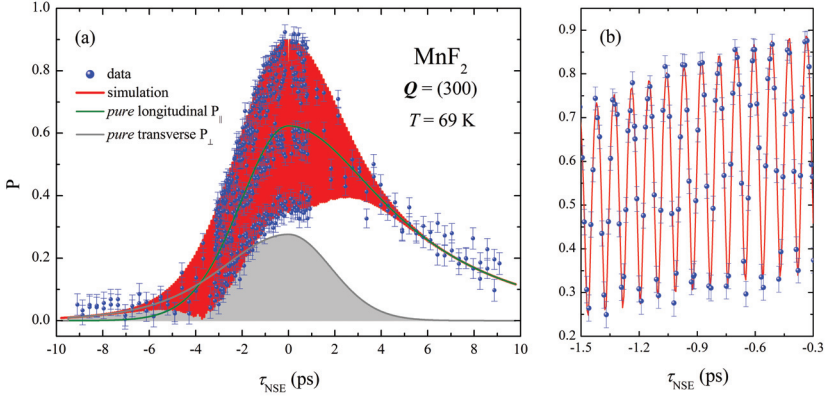 (a)
MnF₂
Q = (300)
T = 69 K
data
simulation
pure longitudinal P∥
pure transverse P⊥
P
1.0
0.8
0.6
0.4
0.2
0.0
-10 -8 -6 -4 -2 0 2 4 6 8 10
τNSE (ps)
(b)
0.9
0.8
0.7
0.6
0.5
0.4
0.3
0.2
-1.5 -1.2 -0.9 -0.6 -0.3
τNSE (ps)